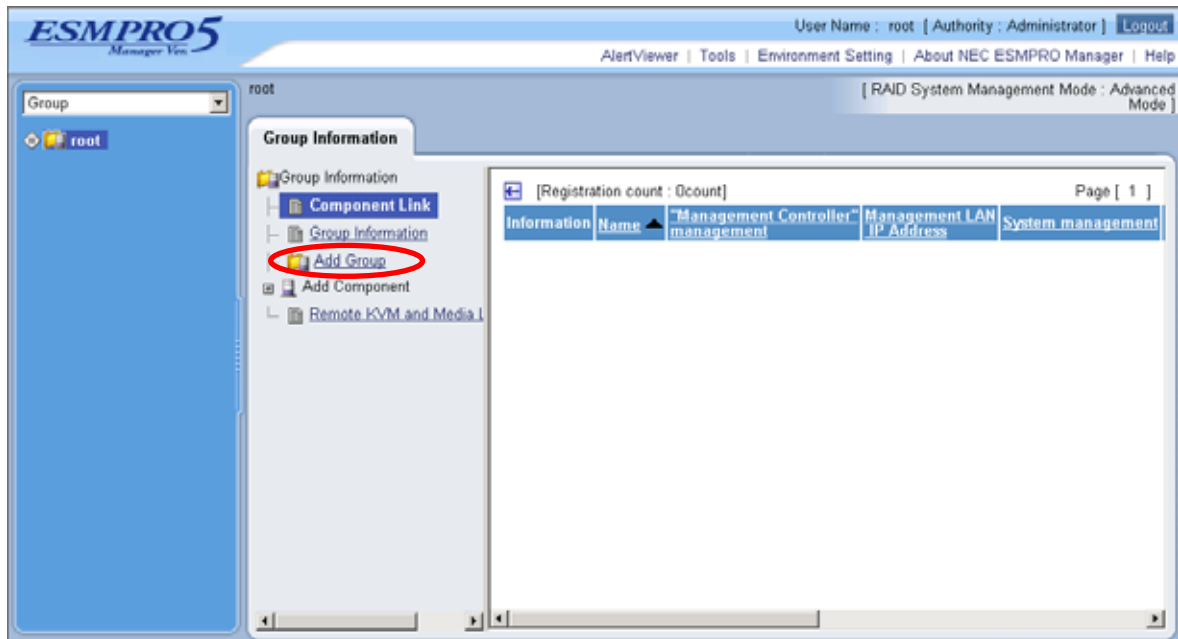 ESMPRO5
Manager Ver.
User Name : root [ Authority : Administrator ] Logout
AlertViewer | Tools | Environment Setting | About NEC ESMPRO Manager | Help
Group
root
root
[ RAID System Management Mode : Advanced
Mode ]
Group Information
Group Information
Component Link
Group Information
Add Group
Add Component
Remote KVM and Media L
[Registration count : 0count]
Page [ 1 ]
Information Name "Management Controller" management Management LAN IP Address System management